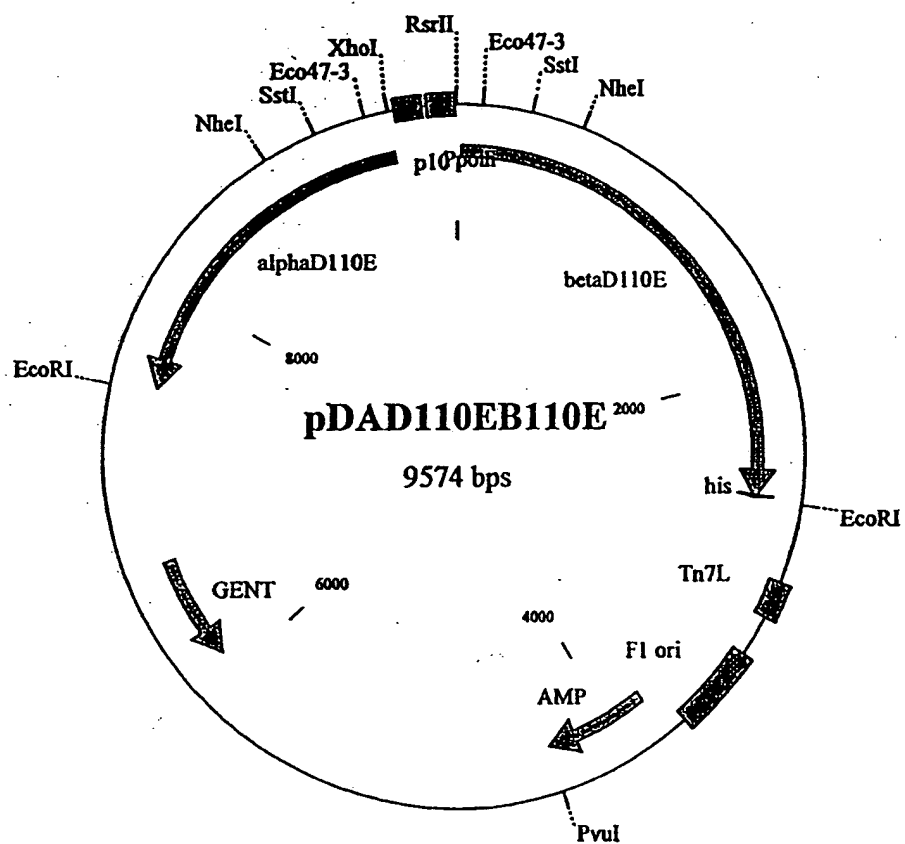 RsrII
XhoI
Eco47-3
Eco47-3
SstI
SstI
NheI
NheI
p10
Ppolh
alphaD110E
betaD110E
EcoRI
8000
pDAD110EB110E
2000
9574 bps
his
EcoRI
Tn7L
GENT
6000
4000
F1 ori
AMP
PvuI